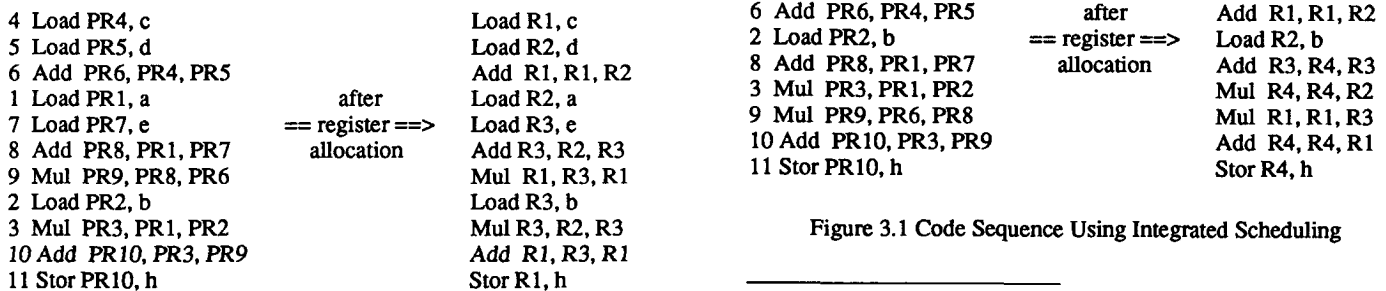 4 Load PR4, c Load R1, c
5 Load PR5, d Load R2, d
6 Add PR6, PR4, PR5 Add R1, R1, R2
1 Load PR1, a after Load R2, a
7 Load PR7, e == register ==> Load R3, e
8 Add PR8, PR1, PR7 allocation Add R3, R2, R3
9 Mul PR9, PR8, PR6 Mul R1, R3, R1
2 Load PR2, b Load R3, b
3 Mul PR3, PR1, PR2 Mul R3, R2, R3
10 Add PR10, PR3, PR9 Add R1, R3, R1
11 Stor PR10, h Stor R1, h
6 Add PR6, PR4, PR5 after Add R1, R1, R2
2 Load PR2, b == register ==> Load R2, b
8 Add PR8, PR1, PR7 allocation Add R3, R4, R3
3 Mul PR3, PR1, PR2 Mul R4, R4, R2
9 Mul PR9, PR6, PR8 Mul R1, R1, R3
10 Add PR10, PR3, PR9 Add R4, R4, R1
11 Stor PR10, h Stor R4, h
Figure 3.1 Code Sequence Using Integrated Scheduling